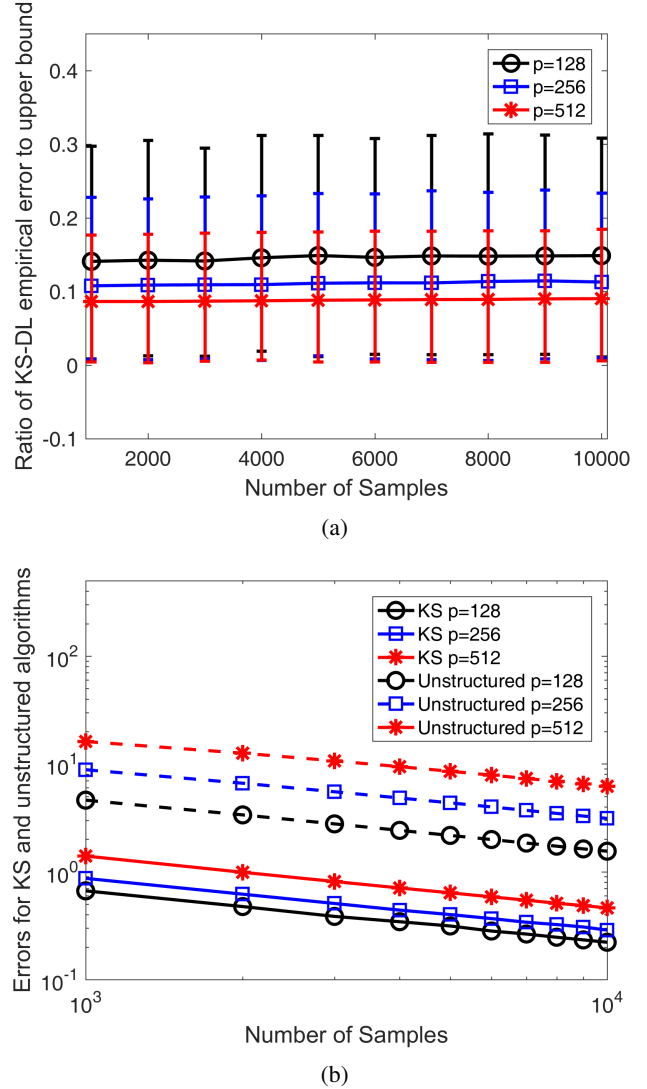 Ratio of KS-DL empirical error to upper bound
0.4
0.3
0.2
0.1
0
-0.1
p=128
p=256
p=512
2000 4000 6000 8000 10000
Number of Samples
(a)
Errors for KS and unstructured algorithms
10^2
10^1
10^0
10^-1
KS p=128
KS p=256
KS p=512
Unstructured p=128
Unstructured p=256
Unstructured p=512
10^3 10^4
Number of Samples
(b)